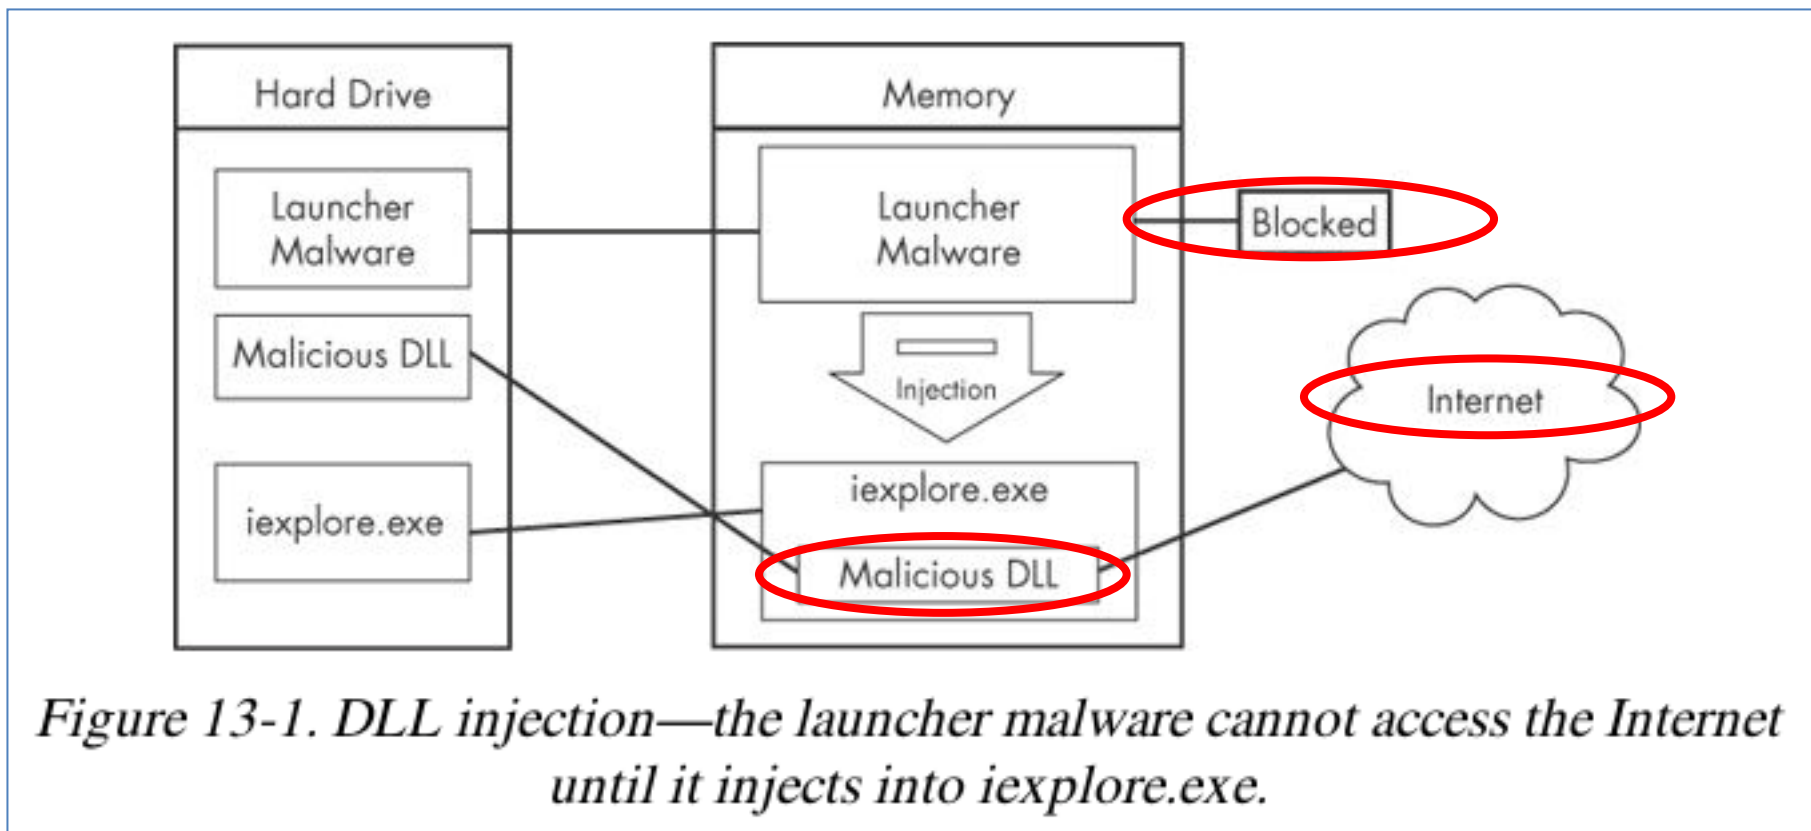 Hard Drive
Memory
Launcher
Malware
Launcher
Malware
Blocked
Malicious DLL
Injection
Internet
iexplore.exe
iexplore.exe
Malicious DLL
Figure 13-1. DLL injection—the launcher malware cannot access the Internet
until it injects into iexplore.exe.